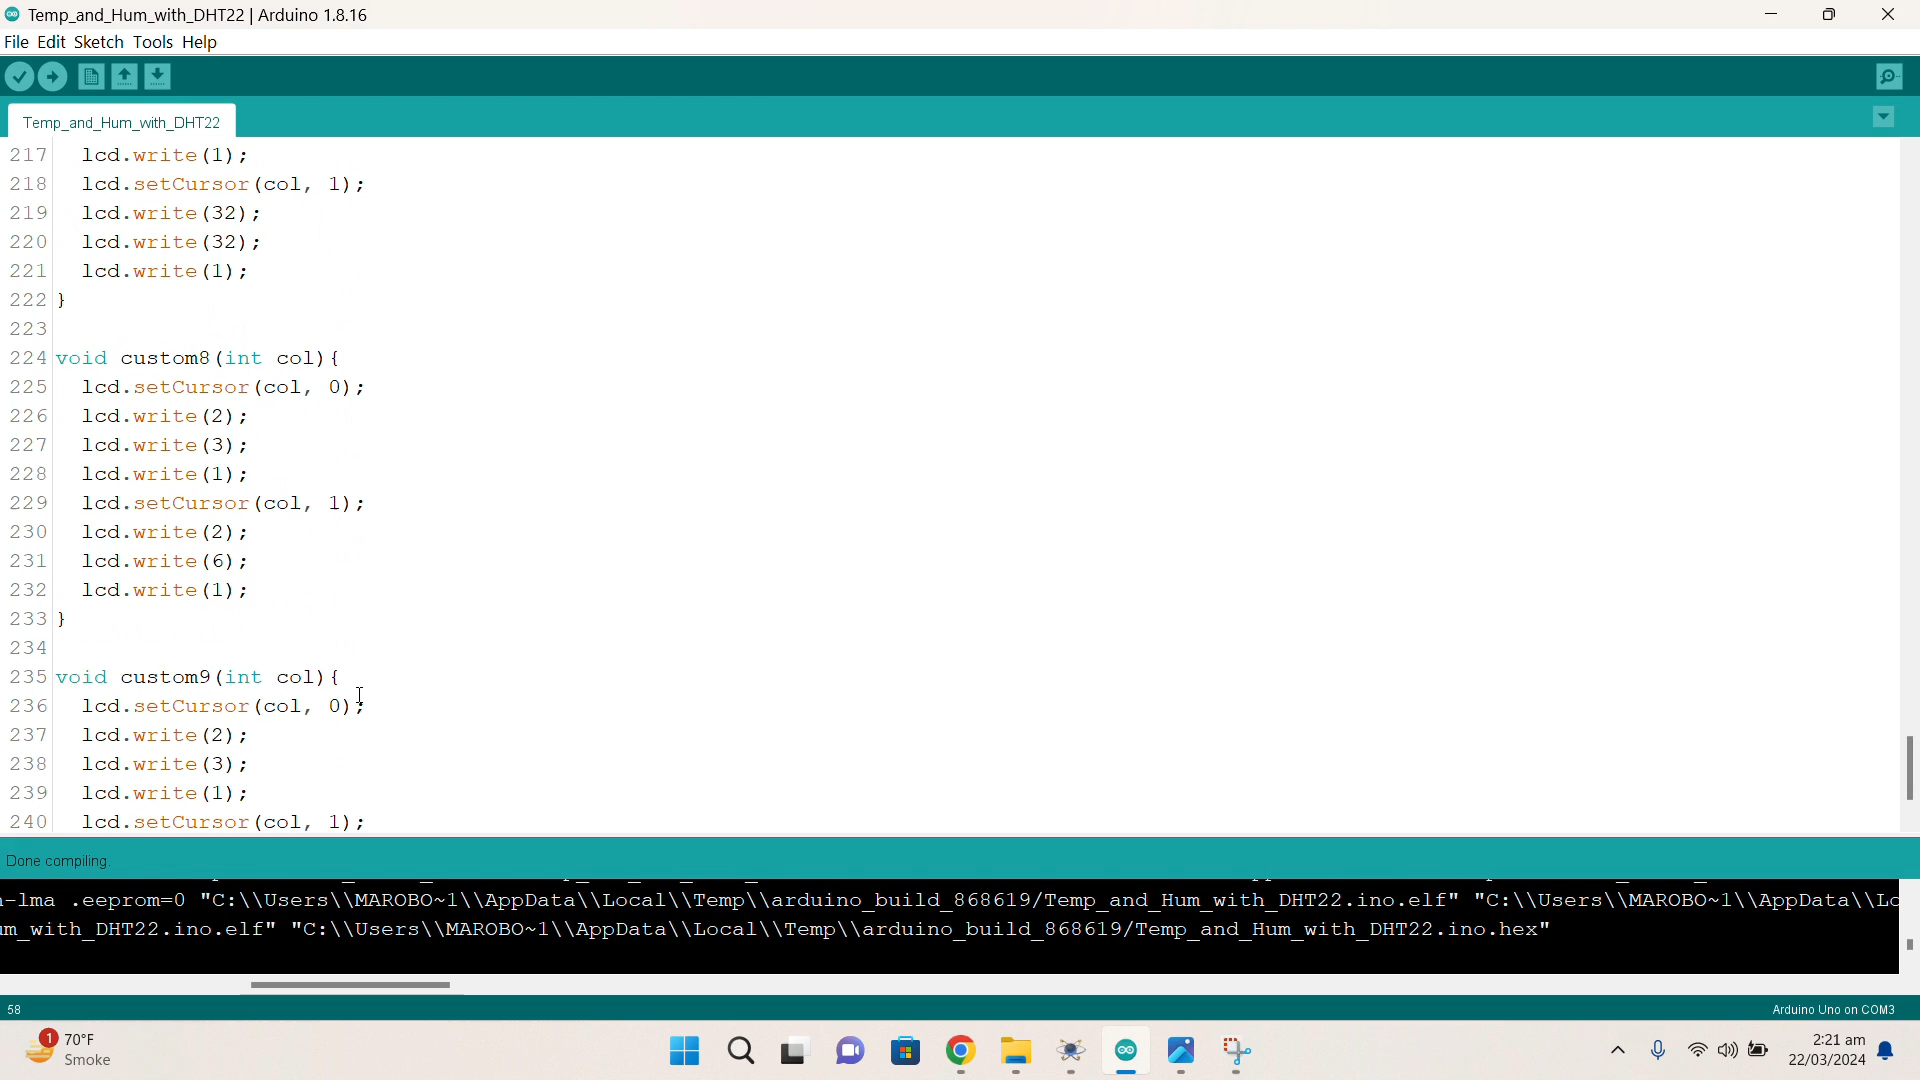 Temp_and_Hum_with_DHT22 | Arduino 1.8.16
File Edit Sketch Tools Help
Temp_and_Hum_with_DHT22
217 lcd.write(1);
218 lcd.setCursor(col, 1);
219 lcd.write(32);
220 lcd.write(32);
221 lcd.write(1);
222 }
223
224 void custom8(int col){
225 lcd.setCursor(col, 0);
226 lcd.write(2);
227 lcd.write(3);
228 lcd.write(1);
229 lcd.setCursor(col, 1);
230 lcd.write(2);
231 lcd.write(6);
232 lcd.write(1);
233 }
234
235 void custom9(int col){
236 lcd.setCursor(col, 0);
237 lcd.write(2);
238 lcd.write(3);
239 lcd.write(1);
240 lcd.setCursor(col, 1);
Done compiling.
-lma .eeprom=0 "C:\\Users\\MAROBO~1\\AppData\\Local\\Temp\\arduino_build_868619/Temp_and_Hum_with_DHT22.ino.elf" "C:\\Users\\MAROBO~1\\AppData\\Lo
um_with_DHT22.ino.elf" "C:\\Users\\MAROBO~1\\AppData\\Local\\Temp\\arduino_build_868619/Temp_and_Hum_with_DHT22.ino.hex"
58
Arduino Uno on COM3
1
70°F
Smoke
2:21 am
22/03/2024